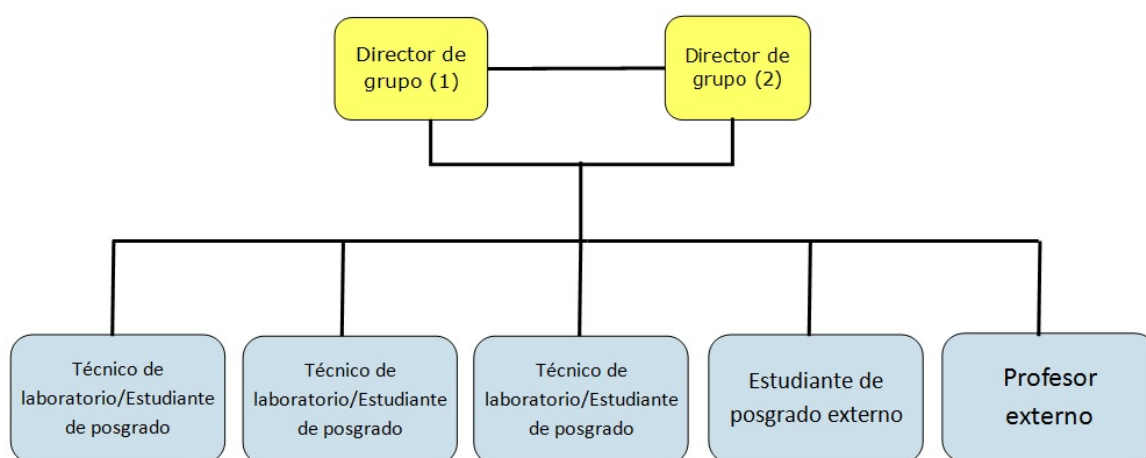 Director de
grupo (1)
Director de
grupo (2)
Técnico de
laboratorio/Estudiante
de posgrado
Técnico de
laboratorio/Estudiante
de posgrado
Técnico de
laboratorio/Estudiante
de posgrado
Estudiante de
posgrado externo
Profesor
externo